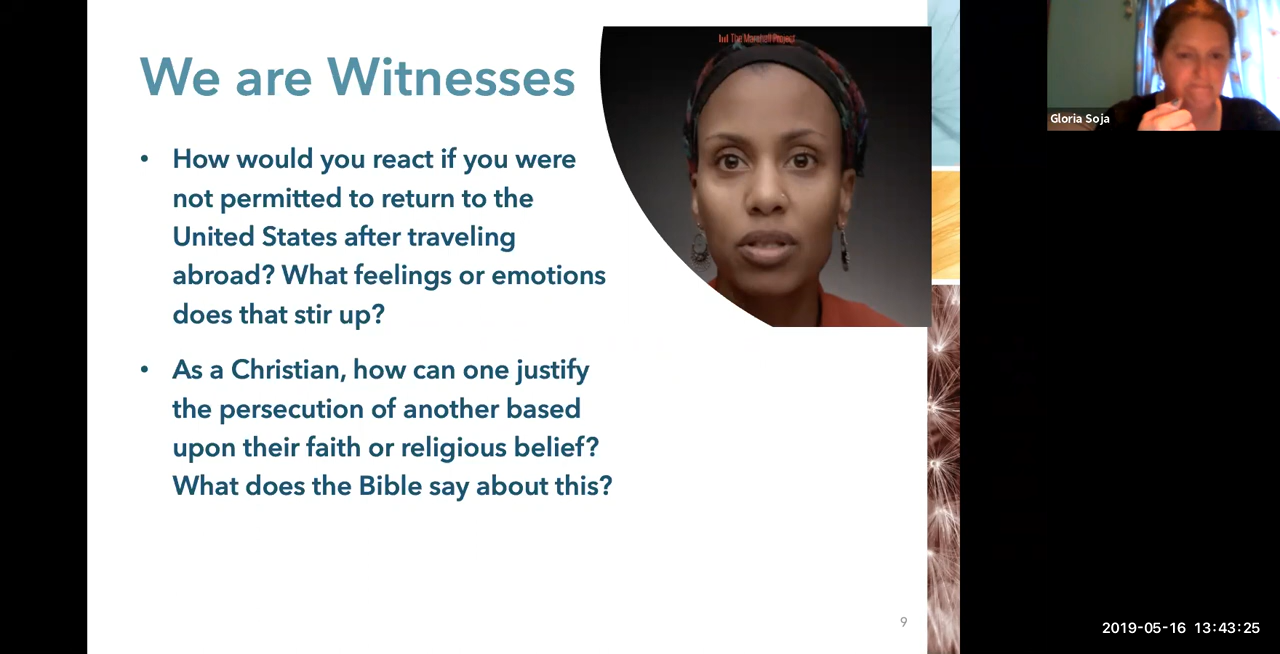 The Marshall Project
We are Witnesses
• How would you react if you were
not permitted to return to the
United States after traveling
abroad? What feelings or emotions
does that stir up?
• As a Christian, how can one justify
the persecution of another based
upon their faith or religious belief?
What does the Bible say about this?
9
Gloria Soja
2019-05-16 13:43:25